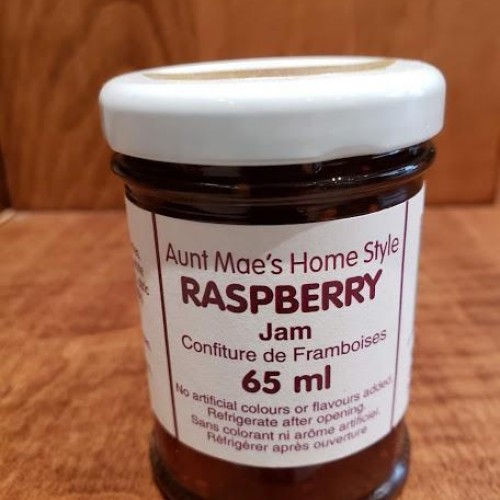 Aunt Mae's Home Style
RASPBERRY
Jam
Confiture de Framboises
65 ml
No artificial colours or flavours added.
Refrigerate after opening.
Sans colorant ni arôme artificiel.
Réfrigérer après ouverture